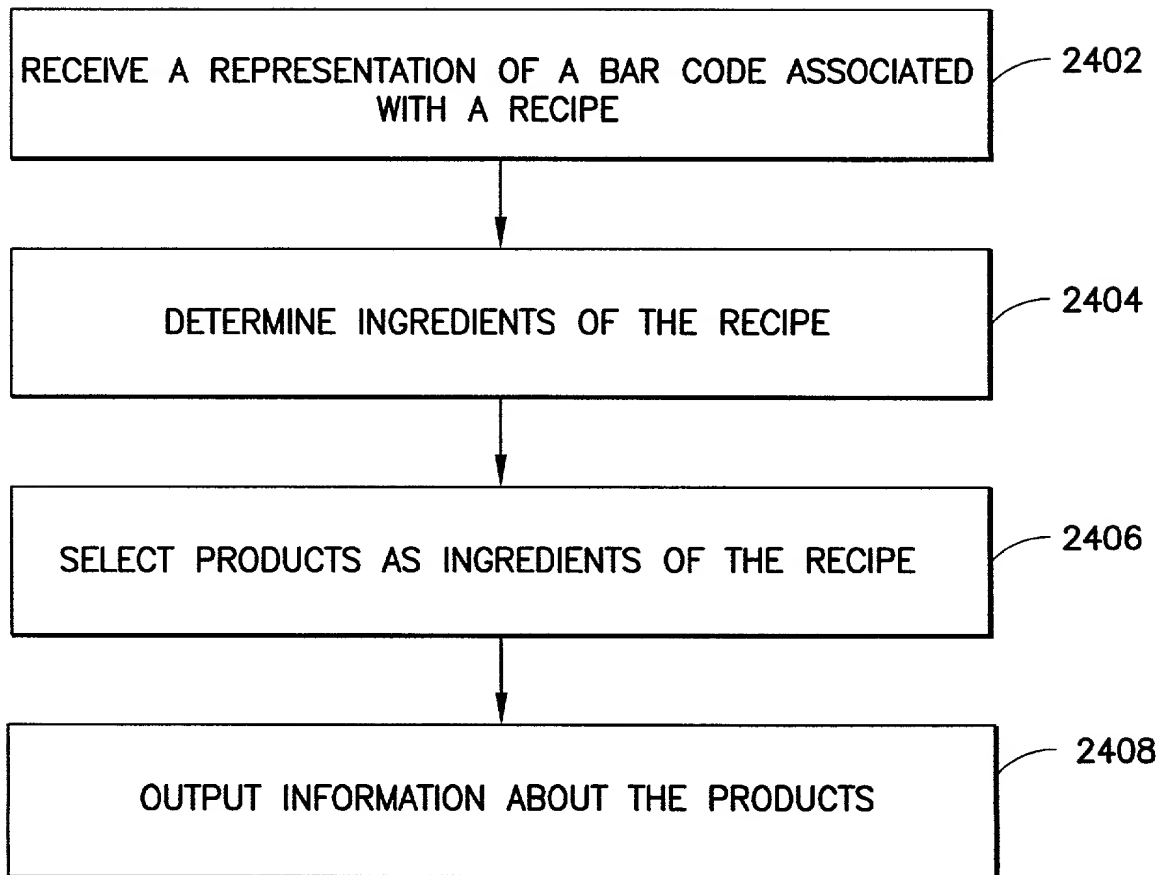 RECEIVE A REPRESENTATION OF A BAR CODE ASSOCIATED
WITH A RECIPE
2402
DETERMINE INGREDIENTS OF THE RECIPE
2404
SELECT PRODUCTS AS INGREDIENTS OF THE RECIPE
2406
OUTPUT INFORMATION ABOUT THE PRODUCTS
2408